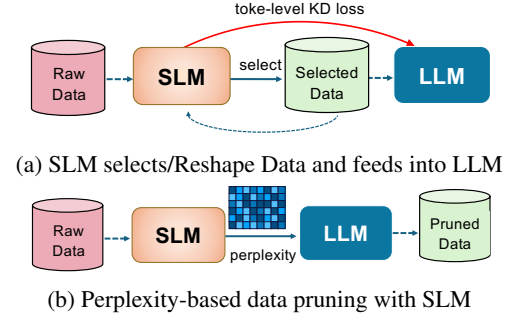 toke-level KD loss
Raw
Data
SLM
select
Selected
Data
LLM
(a) SLM selects/Reshape Data and feeds into LLM
Raw
Data
SLM
perplexity
LLM
Pruned
Data
(b) Perplexity-based data pruning with SLM